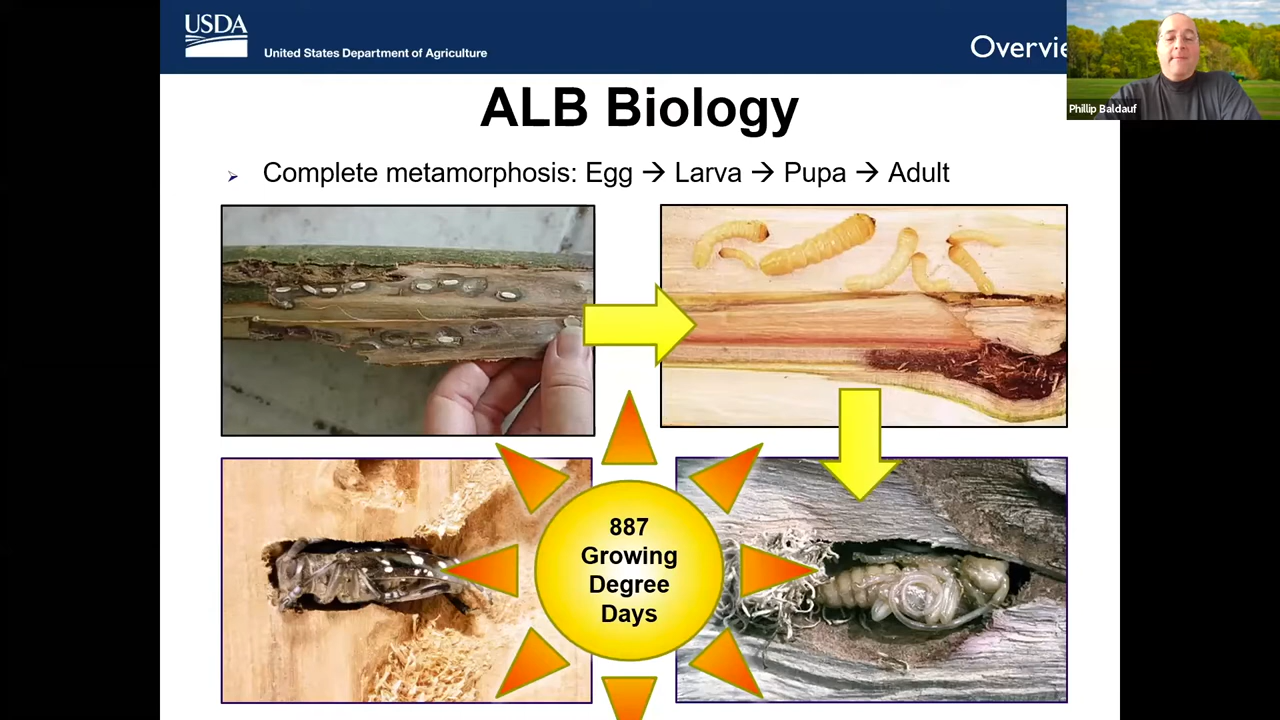 USDA
United States Department of Agriculture
Overvie
Phillip Baldauf
ALB Biology
Complete metamorphosis: Egg → Larva → Pupa → Adult
887
Growing
Degree
Days